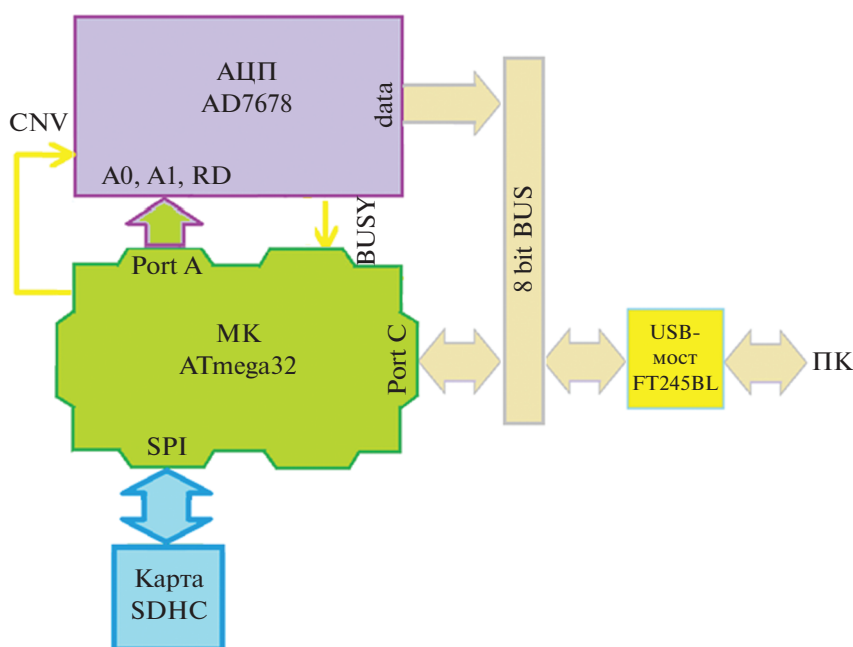 АЦП
AD7678
data
CNV
A0, A1, RD
BUSY
8 bit BUS
Port A
МК
ATmega32
Port C
USB-
мост
FT245BL
ПК
SPI
Карта
SDHC